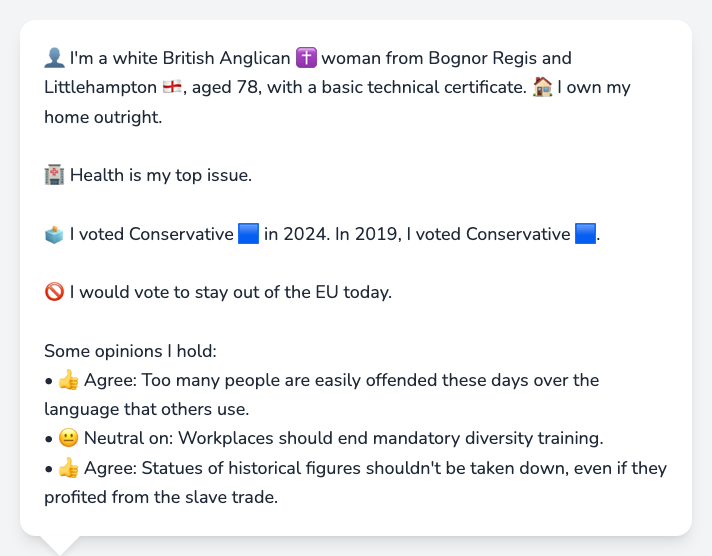 👤 I'm a white British Anglican ✝️ woman from Bognor Regis and
Littlehampton 🏴󠁧󠁢󠁥󠁮󠁧󠁿, aged 78, with a basic technical certificate. 🏠 I own my
home outright.
🏥 Health is my top issue.
🗳️ I voted Conservative 🟦 in 2024. In 2019, I voted Conservative 🟦.
🚫 I would vote to stay out of the EU today.
Some opinions I hold:
• 👍 Agree: Too many people are easily offended these days over the
language that others use.
• 😐 Neutral on: Workplaces should end mandatory diversity training.
• 👍 Agree: Statues of historical figures shouldn't be taken down, even if they
profited from the slave trade.